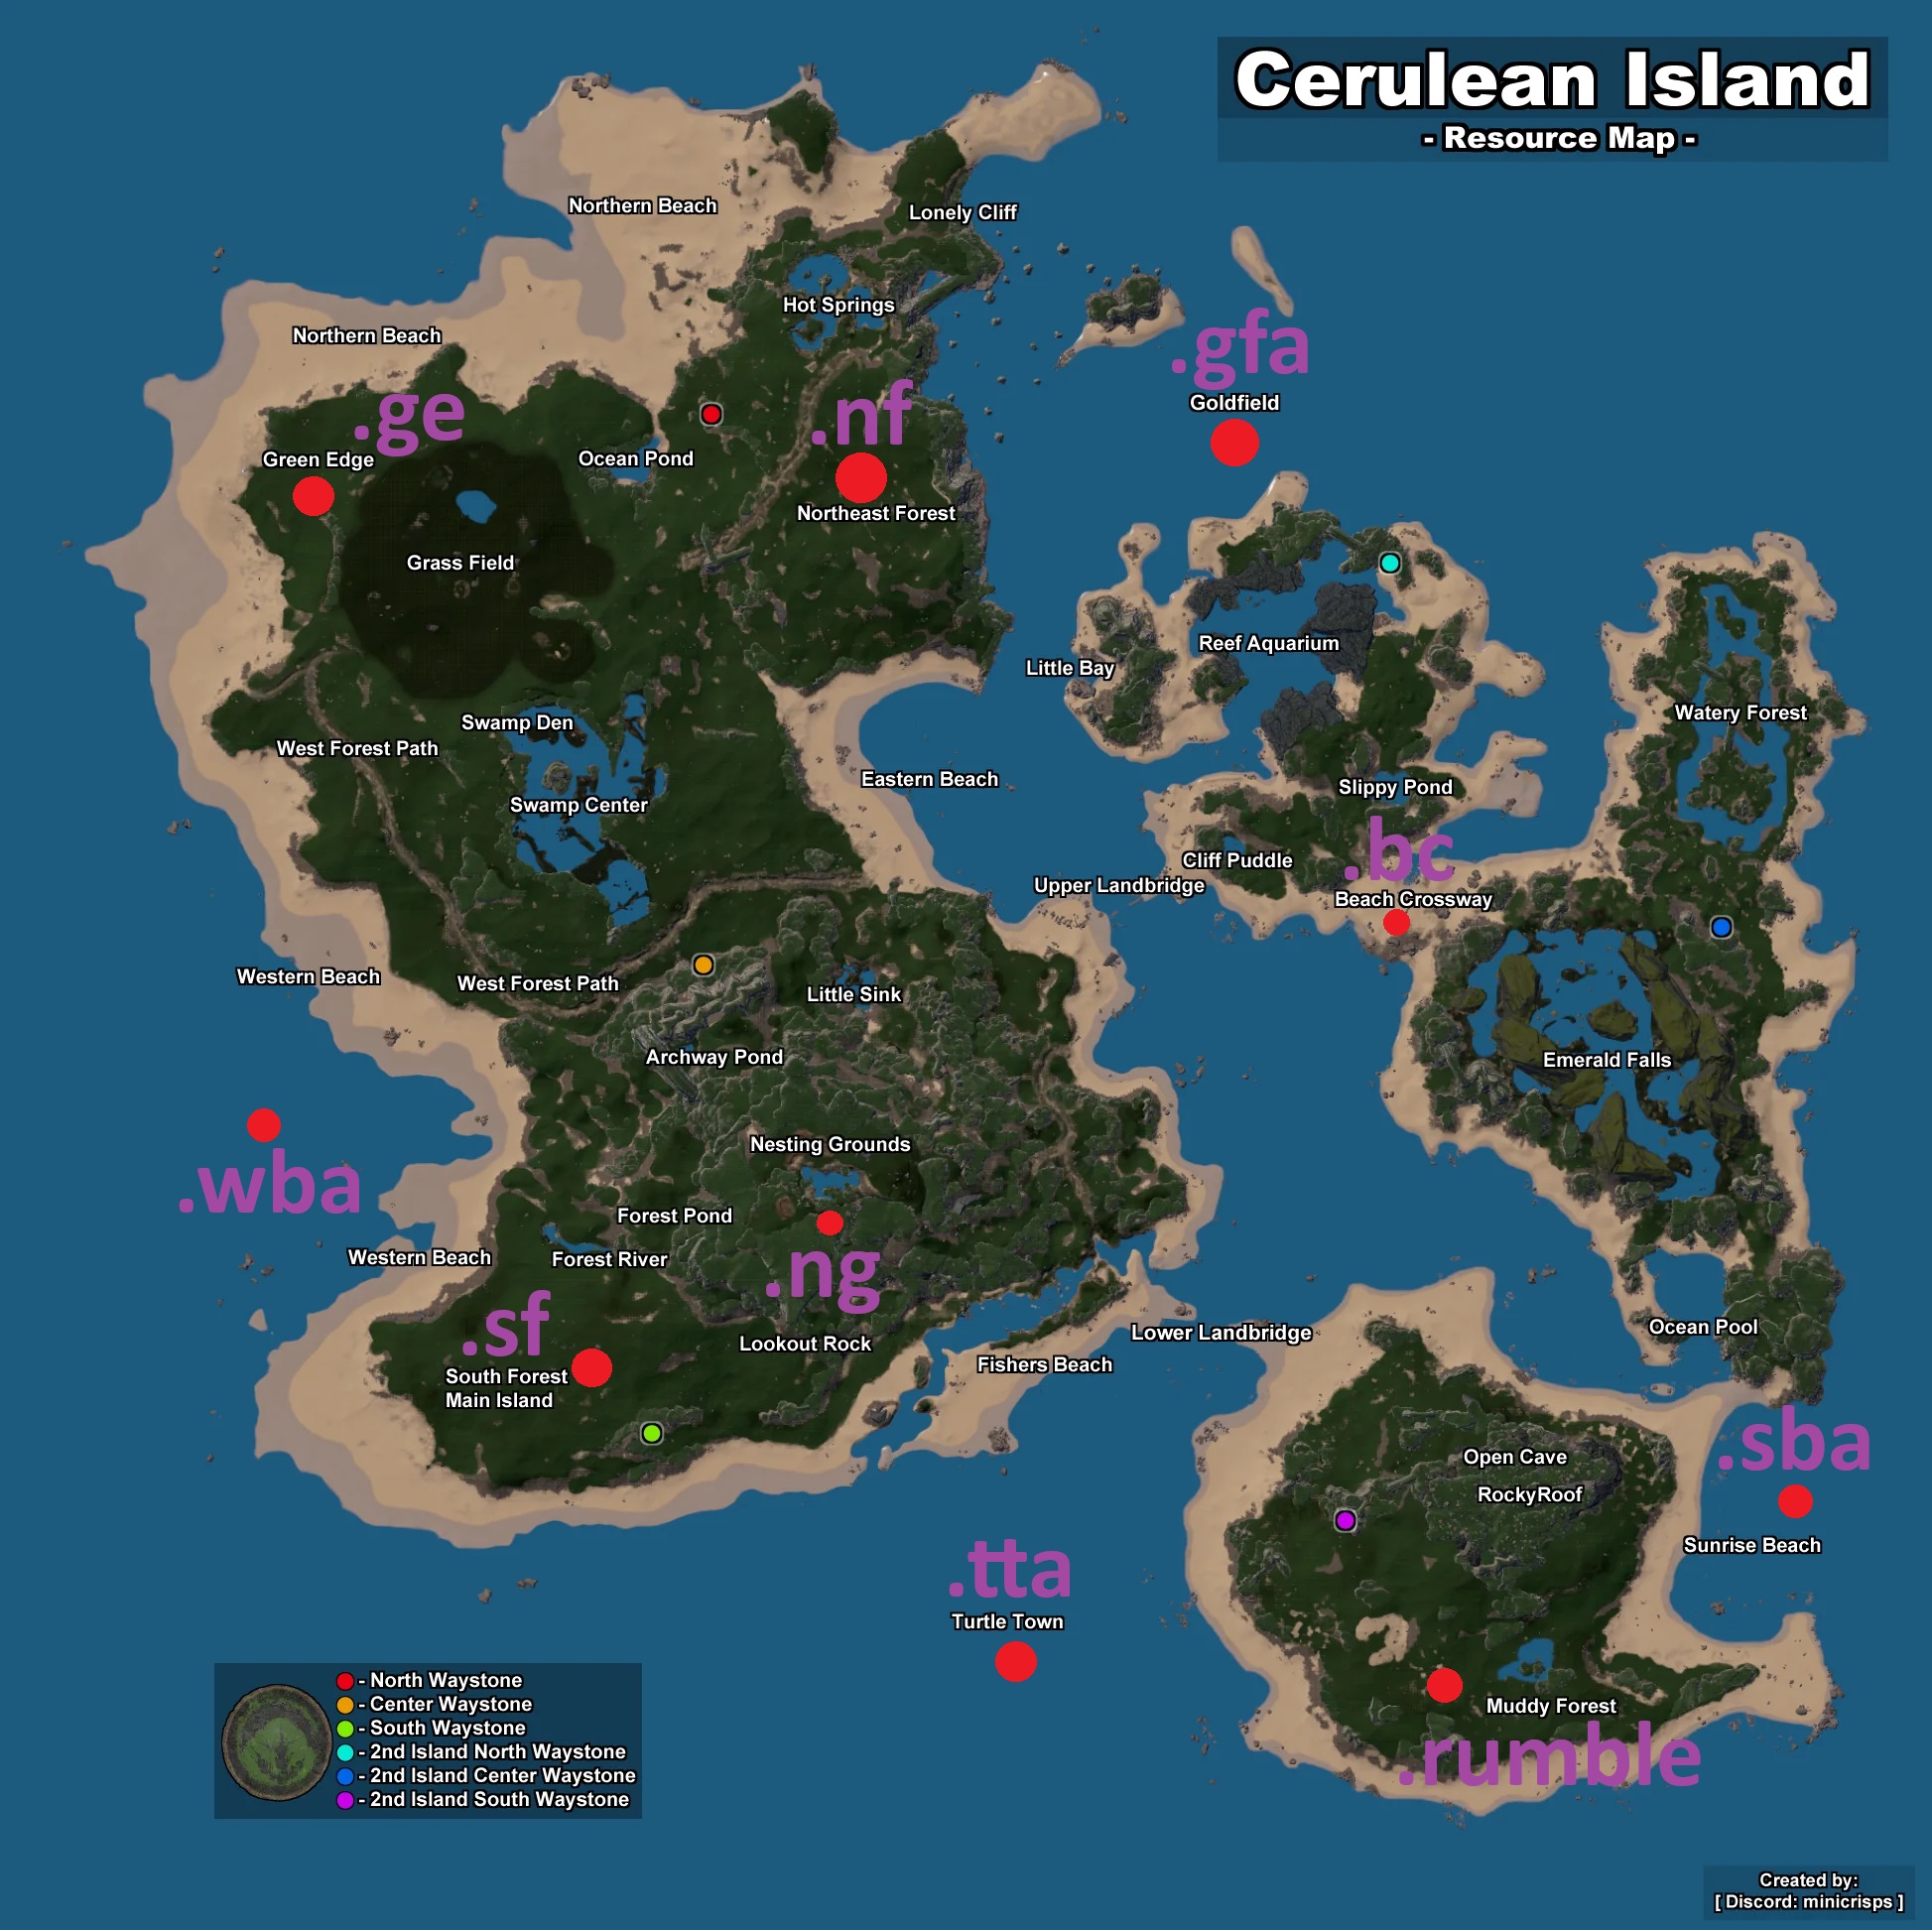 Cerulean Island
- Resource Map -
Northern Beach
Lonely Cliff
Hot Springs
Northern Beach
.gfa
Goldfield
.ge
.nf
Green Edge
Ocean Pond
Northeast Forest
Grass Field
Reef Aquarium
Little Bay
Watery Forest
Swamp Den
West Forest Path
Eastern Beach
Slippy Pond
Swamp Center
.bc
Cliff Puddle
Upper Landbridge
Beach Crossway
Western Beach
West Forest Path
Little Sink
Archway Pond
Emerald Falls
Nesting Grounds
.wba
Forest Pond
Western Beach
Forest River
.ng
.sf
Lookout Rock
Lower Landbridge
Ocean Pool
Fishers Beach
South Forest
Main Island
.sba
Open Cave
RockyRoof
Sunrise Beach
.tta
Turtle Town
Muddy Forest
.rumble
- North Waystone
- Center Waystone
- South Waystone
- 2nd Island North Waystone
- 2nd Island Center Waystone
- 2nd Island South Waystone
Created by:
[ Discord: minicrisps ]